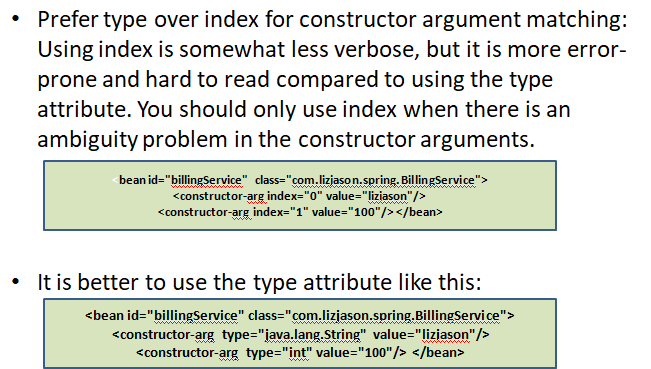 • Prefer type over index for constructor argument matching:
Using index is somewhat less verbose, but it is more error-
prone and hard to read compared to using the type
attribute. You should only use index when there is an
ambiguity problem in the constructor arguments.
bean id="billingService" class="com.lizjason.spring.BillingService">
<constructor-arg index="0" value="lizjason"/>
<constructor-arg index="1" value="100"/></bean>
• It is better to use the type attribute like this:
<bean id="billingService" class="com.lizjason.spring.BillingService">
<constructor-arg type="java.lang.String" value="lizjason"/>
<constructor-arg type="int" value="100"/> </bean>